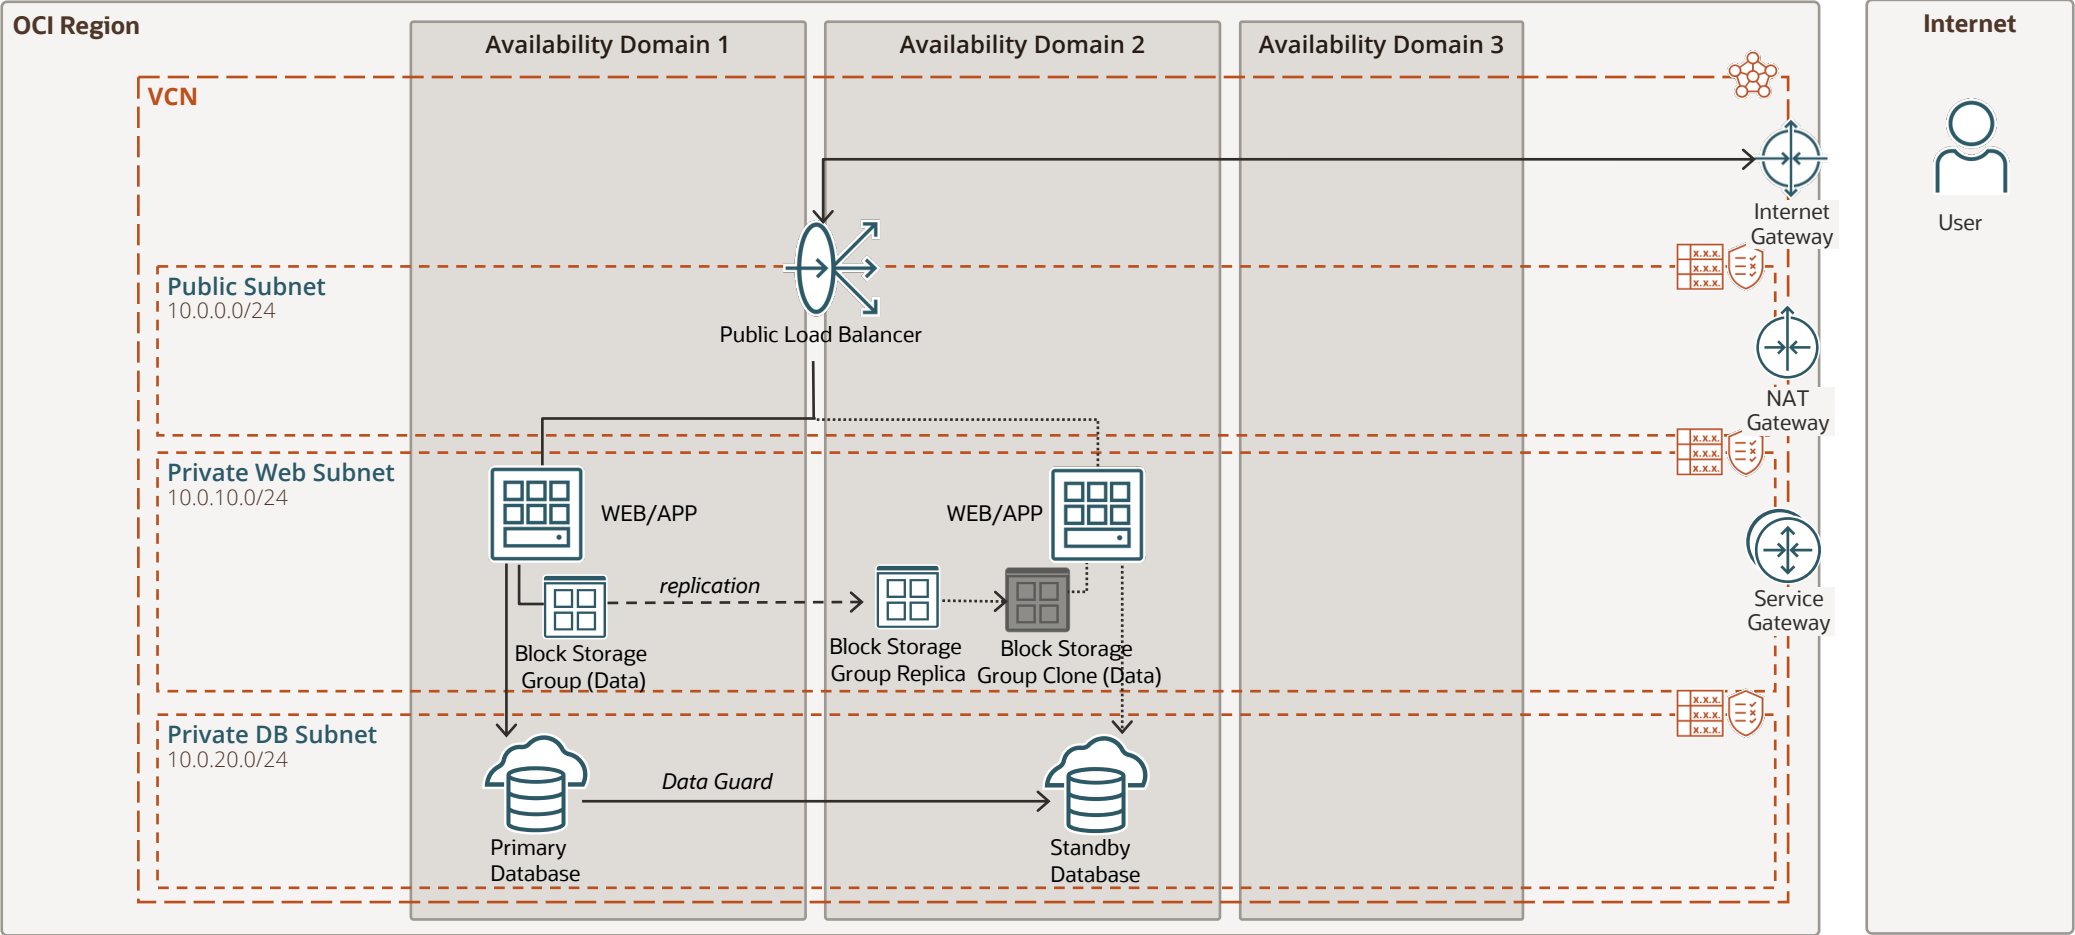 OCI Region
Availability Domain 1
Availability Domain 2
Availability Domain 3
Internet
VCN
User
Internet
Gateway
x.x.x.
x.x.x.
x.x.x.
Public Subnet
10.0.0.0/24
Public Load Balancer
NAT
Gateway
x.x.x.
x.x.x.
x.x.x.
Private Web Subnet
10.0.10.0/24
WEB/APP
WEB/APP
replication
Block Storage
Group (Data)
Block Storage
Group Replica
Block Storage
Group Clone (Data)
Service
Gateway
x.x.x.
x.x.x.
x.x.x.
Private DB Subnet
10.0.20.0/24
Data Guard
Primary
Database
Standby
Database